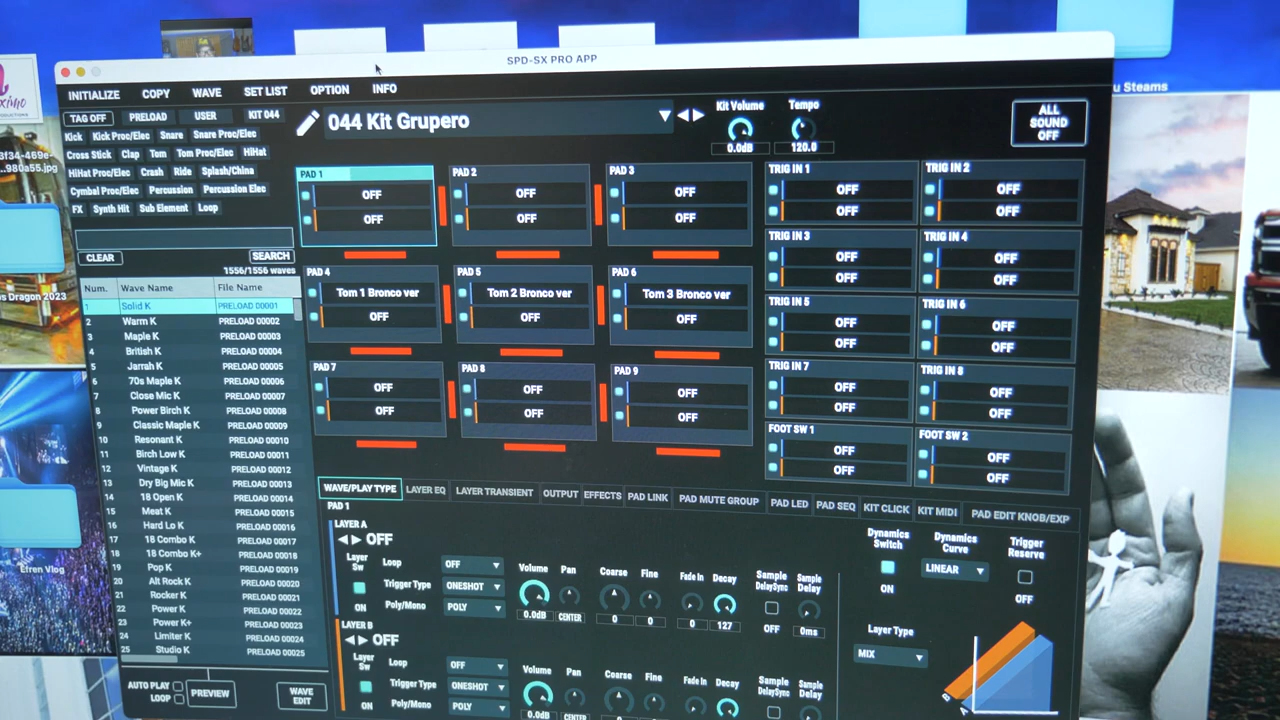 SPD-SX PRO APP
INITIALIZE COPY WAVE SET LIST OPTION INFO
u Steams
TAG OFF PRELOAD USER KIT 044
044 Kit Grupero
Kit Volume Tempo
0.0dB 120.0
ALL
SOUND
OFF
Kick Kick Proc/Elec Snare Snare Proc/Elec
Cross Stick Clap Tom Tom Proc/Elec HiHat
HiHat Proc/Elec Crash Ride Splash/China
Cymbal Proc/Elec Percussion Percussion Elec
FX Synth Hit Sub Element Loop
CLEAR SEARCH
1556/1556 waves
Num. Wave Name File Name
1 Solid K PRELOAD 00001
2 Warm K PRELOAD 00002
3 Maple K PRELOAD 00003
4 British K PRELOAD 00004
5 Jarrah K PRELOAD 00005
6 70s Maple K PRELOAD 00006
7 Close Mic K PRELOAD 00007
8 Power Birch K PRELOAD 00008
9 Classic Maple K PRELOAD 00009
10 Resonant K PRELOAD 00010
11 Birch Low K PRELOAD 00011
12 Vintage K PRELOAD 00012
13 Dry Big Mic K PRELOAD 00013
14 18 Open K PRELOAD 00014
15 Meat K PRELOAD 00015
16 Hard Lo K PRELOAD 00016
17 18 Combo K PRELOAD 00017
18 18 Combo K+ PRELOAD 00018
19 Pop K PRELOAD 00019
20 Alt Rock K PRELOAD 00020
21 Rocker K PRELOAD 00021
22 Power K PRELOAD 00022
23 Power K+ PRELOAD 00023
24 Limiter K PRELOAD 00024
25 Studio K PRELOAD 00025
AUTO PLAY
LOOP
PREVIEW
WAVE
EDIT
PAD 1 PAD 2 PAD 3
OFF OFF OFF
OFF OFF OFF
PAD 4 PAD 5 PAD 6
Tom 1 Bronco ver Tom 2 Bronco ver Tom 3 Bronco ver
OFF OFF OFF
PAD 7 PAD 8 PAD 9
OFF OFF OFF
OFF OFF OFF
TRIG IN 1 TRIG IN 2
OFF OFF
OFF OFF
TRIG IN 3 TRIG IN 4
OFF OFF
OFF OFF
TRIG IN 5 TRIG IN 6
OFF OFF
OFF OFF
TRIG IN 7 TRIG IN 8
OFF OFF
OFF OFF
FOOT SW 1 FOOT SW 2
OFF OFF
OFF OFF
WAVE/PLAY TYPE LAYER EQ LAYER TRANSIENT OUTPUT EFFECTS PAD LINK PAD MUTE GROUP PAD LED PAD SEQ KIT CLICK KIT MIDI PAD EDIT KNOB/EXP
PAD 1
LAYER A
OFF
Layer
Sw
ON
Loop OFF
Trigger Type ONESHOT
Poly/Mono POLY
Volume Pan Coarse Fine Fade In Decay Sample
DelaySync Sample
Delay
0.0dB CENTER 0 0 0 127 OFF 0ms
LAYER B
OFF
Layer
Sw
ON
Loop OFF
Trigger Type ONESHOT
Poly/Mono POLY
Volume Pan Coarse Fine Fade In Decay Sample
DelaySync Sample
Delay
0.0dB CENTER
Dynamics
Switch
ON
Dynamics
Curve
LINEAR
Trigger
Reserve
OFF
Layer Type
MIX
B
A
3f34-469e-
...980a55.jpg
os Dragon 2023
Efren Vlog